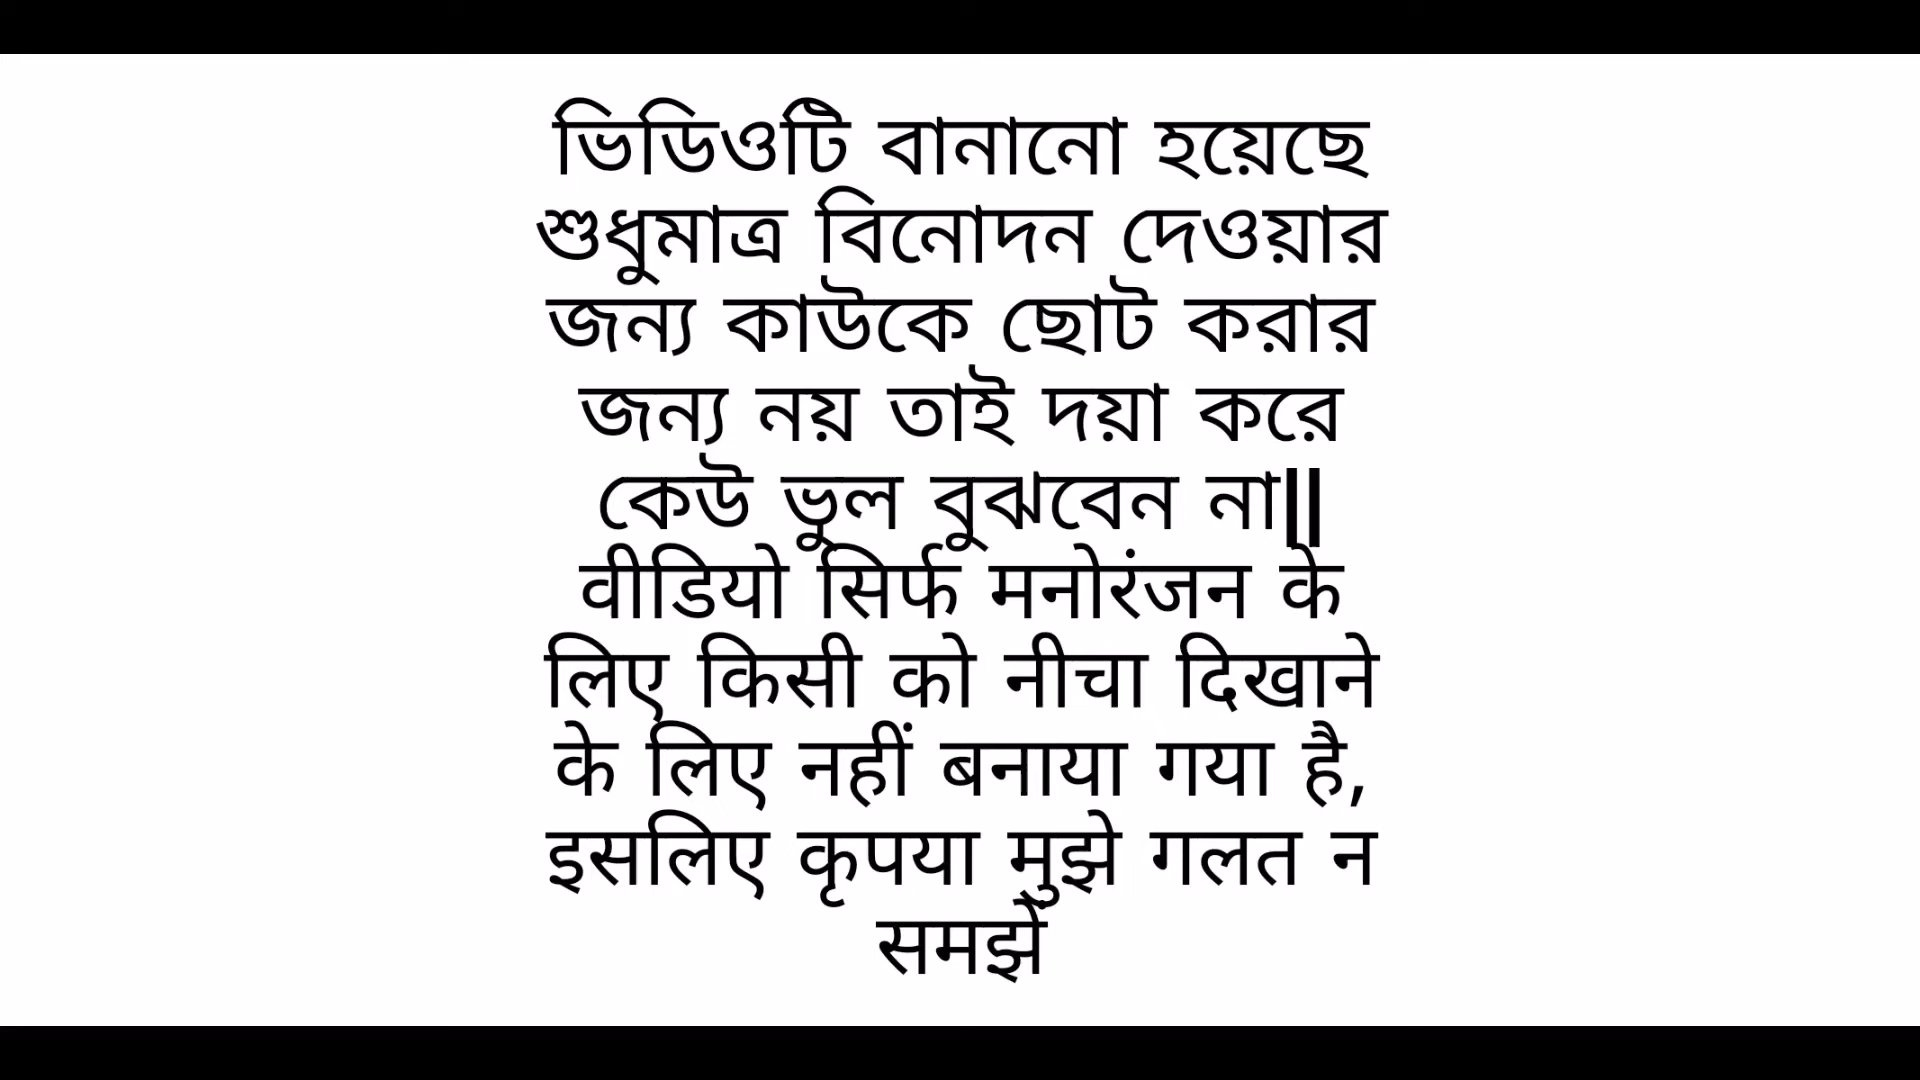 ভিডিওটি বানানো হয়েছে
শুধুমাত্র বিনোদন দেওয়ার
জন্য কাউকে ছোট করার
জন্য নয় তাই দয়া করে
কেউ ভুল বুঝবেন না||
वीडियो सिर्फ मनोरंजन के
लिए किसी को नीचा दिखाने
के लिए नहीं बनाया गया है,
इसलिए कृपया मुझे गलत न
समझें